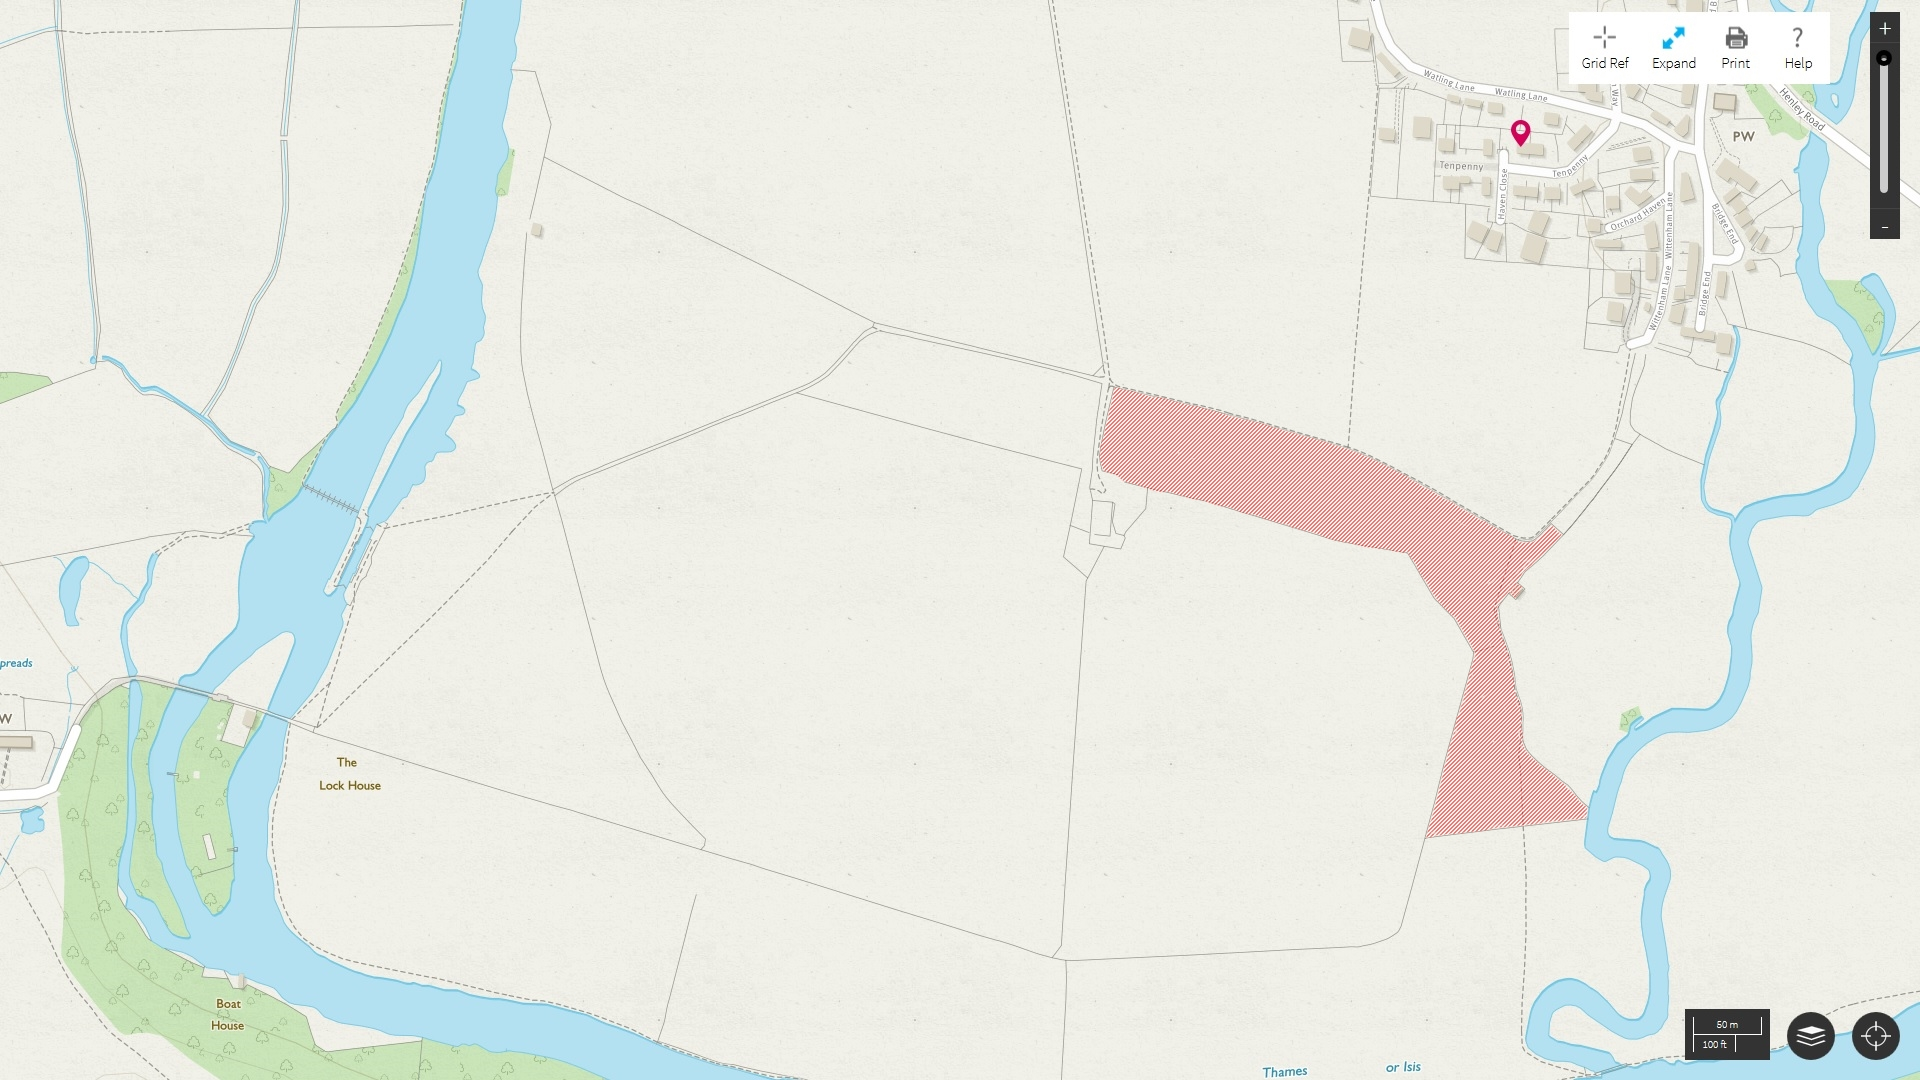 Grid Ref
Expand
Print
?
Help
+
-
Watling Lane
Watling Lane
Way
Henley Road
PW
Tenpenny
Tenpenny
Haven Close
Orchard Haven
Wittenham Lane
Wittenham Lane
Bridge End
Bridge End
preads
W
The
Lock House
Boat
House
50 m
100 ft
Thames
or Isis